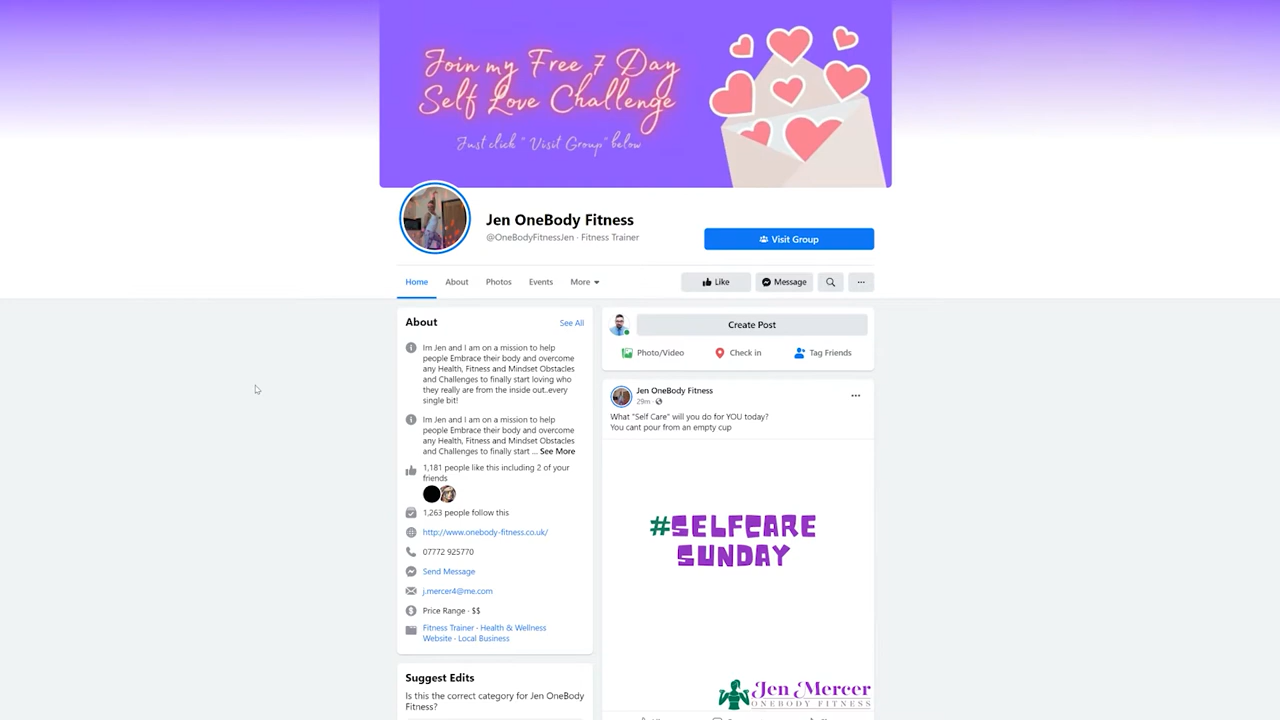 Join my Free 7 Day
Self Love Challenge
Just click " Visit Group" below
Jen OneBody Fitness
@OneBodyFitnessJen · Fitness Trainer
Visit Group
Home
About
Photos
Events
More
Like
Message
About
See All
Im Jen and I am on a mission to help
people Embrace their body and overcome
any Health, Fitness and Mindset Obstacles
and Challenges to finally start loving who
they really are from the inside out..every
single bit!
Im Jen and I am on a mission to help
people Embrace their body and overcome
any Health, Fitness and Mindset Obstacles
and Challenges to finally start ... See More
1,181 people like this including 2 of your
friends
1,263 people follow this
http://www.onebody-fitness.co.uk/
07772 925770
Send Message
j.mercer4@me.com
Price Range · $$
Fitness Trainer · Health & Wellness
Website · Local Business
Suggest Edits
Is this the correct category for Jen OneBody
Fitness?
Create Post
Photo/Video
Check in
Tag Friends
Jen OneBody Fitness
29m ·
What "Self Care" will you do for YOU today?
You cant pour from an empty cup
#SELFCARE
SUNDAY
Jen Mercer
ONEBODY FITNESS